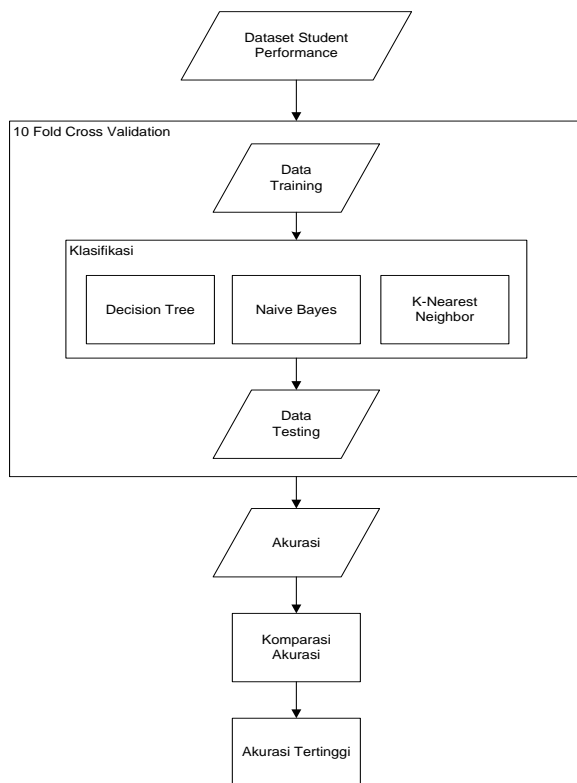 Dataset Student
Performance
10 Fold Cross Validation
Data
Training
Klasifikasi
Decision Tree
Naive Bayes
K-Nearest
Neighbor
Data
Testing
Akurasi
Komparasi
Akurasi
Akurasi Tertinggi